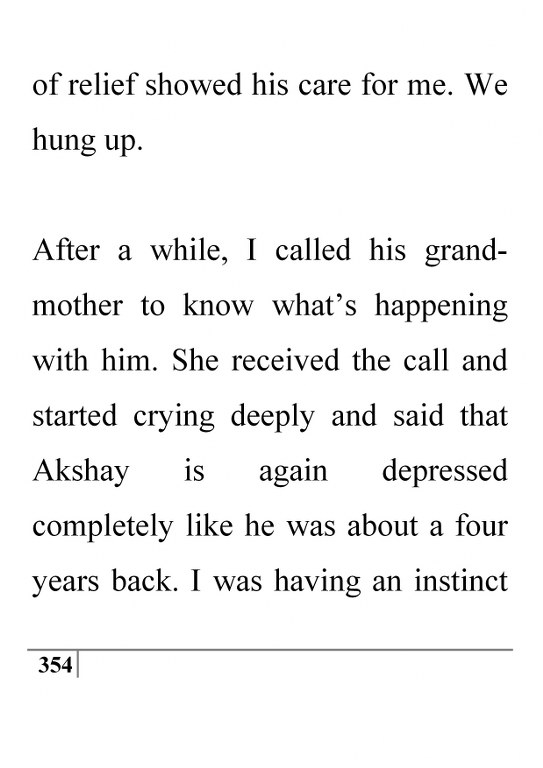 of relief showed his care for me. We
hung up.
After a while, I called his grand-
mother to know what’s happening
with him. She received the call and
started crying deeply and said that
Akshay is again depressed
completely like he was about a four
years back. I was having an instinct
354